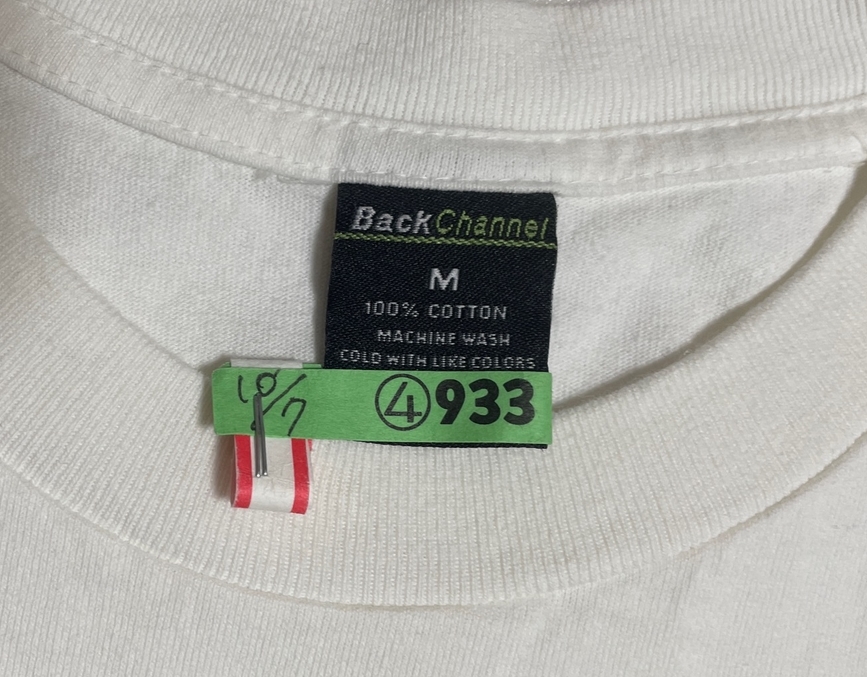 BackChannel
M
100% COTTON
MACHINE WASH
COLD WITH LIKE COLORS
10/7 ④933